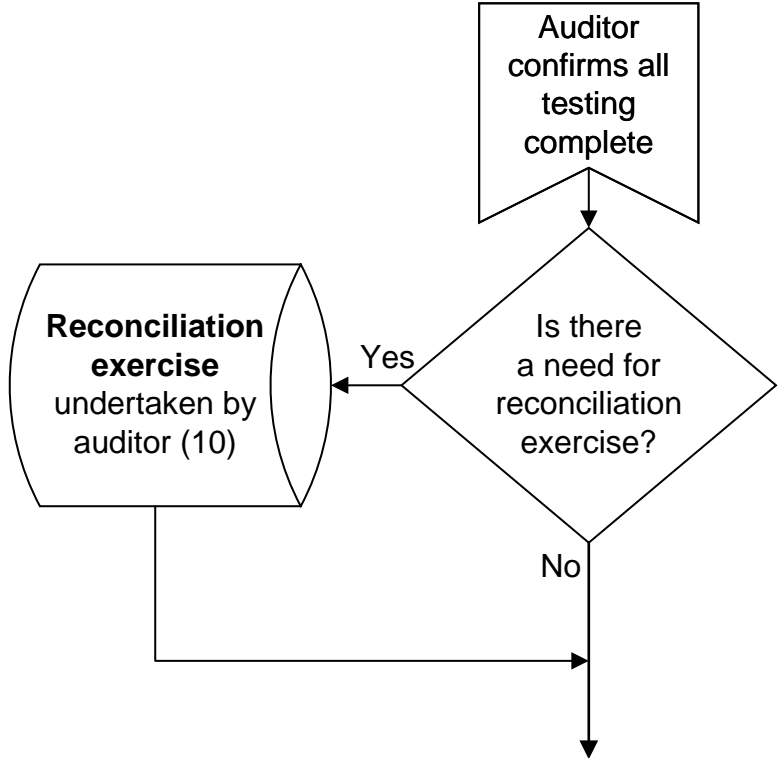 Auditor
confirms all
testing
complete
Is there
a need for
reconciliation
exercise?
Yes
Reconciliation
exercise
undertaken by
auditor (10)
No